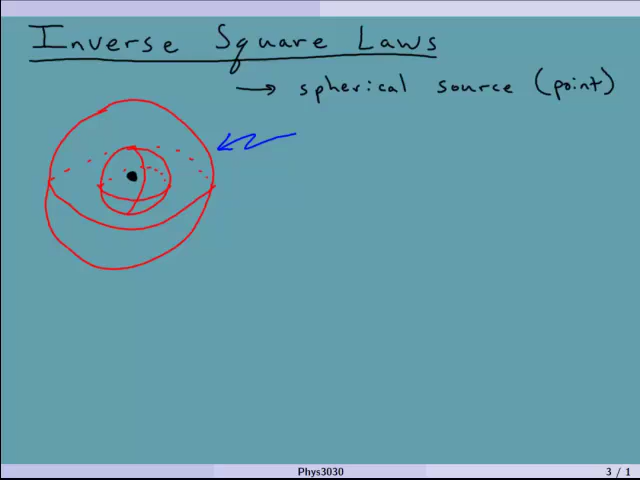 Inverse Square Laws
→ spherical source (point)
Phys3030
3 / 1